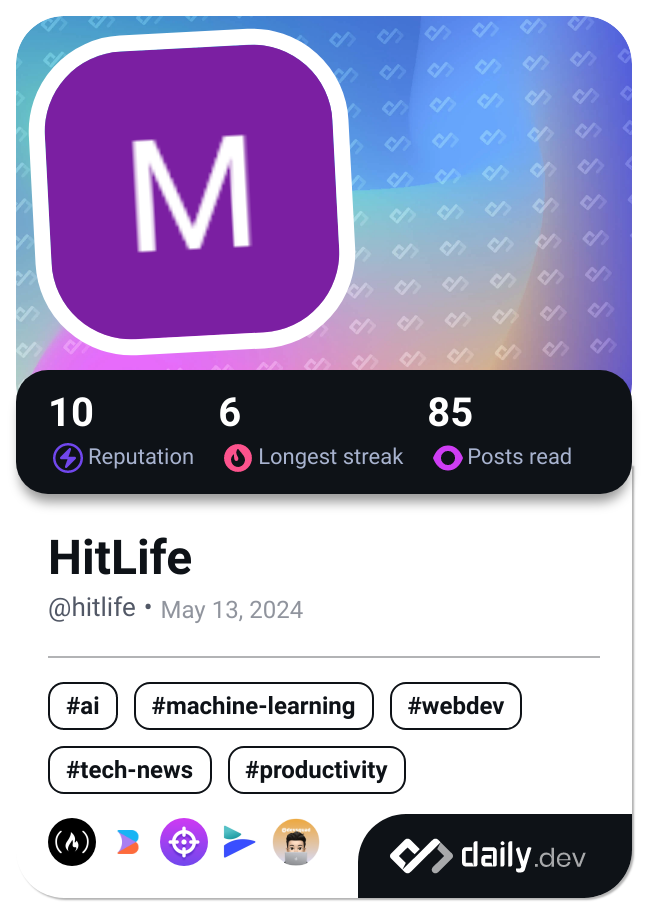 M
10 6 85
Reputation Longest streak Posts read
HitLife
@hitlife • May 13, 2024
#ai #machine-learning #webdev
#tech-news #productivity
daily.dev